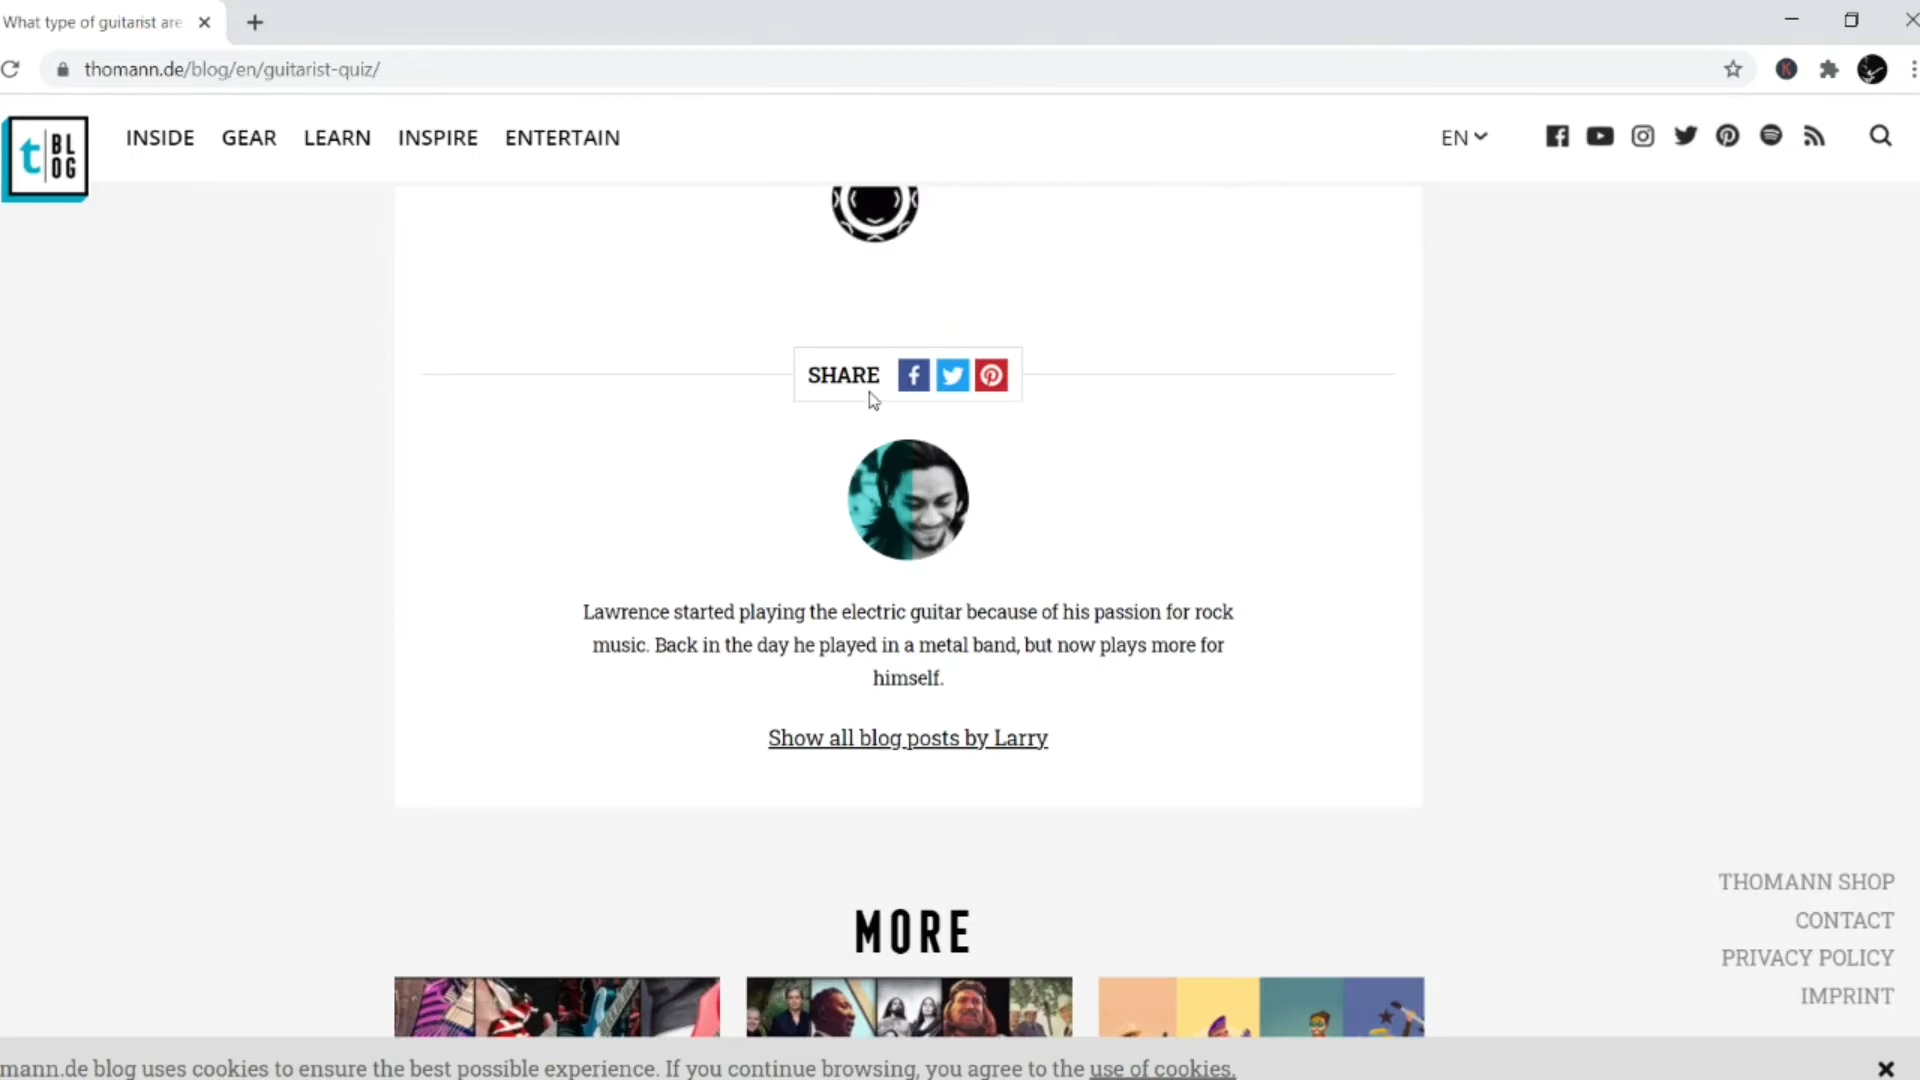 What type of guitarist are
thomann.de/blog/en/guitarist-quiz/
K
t BLOG
INSIDE GEAR LEARN INSPIRE ENTERTAIN
EN
SHARE
Lawrence started playing the electric guitar because of his passion for rock
music. Back in the day he played in a metal band, but now plays more for
himself.
Show all blog posts by Larry
THOMANN SHOP
CONTACT
PRIVACY POLICY
IMPRINT
MORE
mann.de blog uses cookies to ensure the best possible experience. If you continue browsing, you agree to the use of cookies.